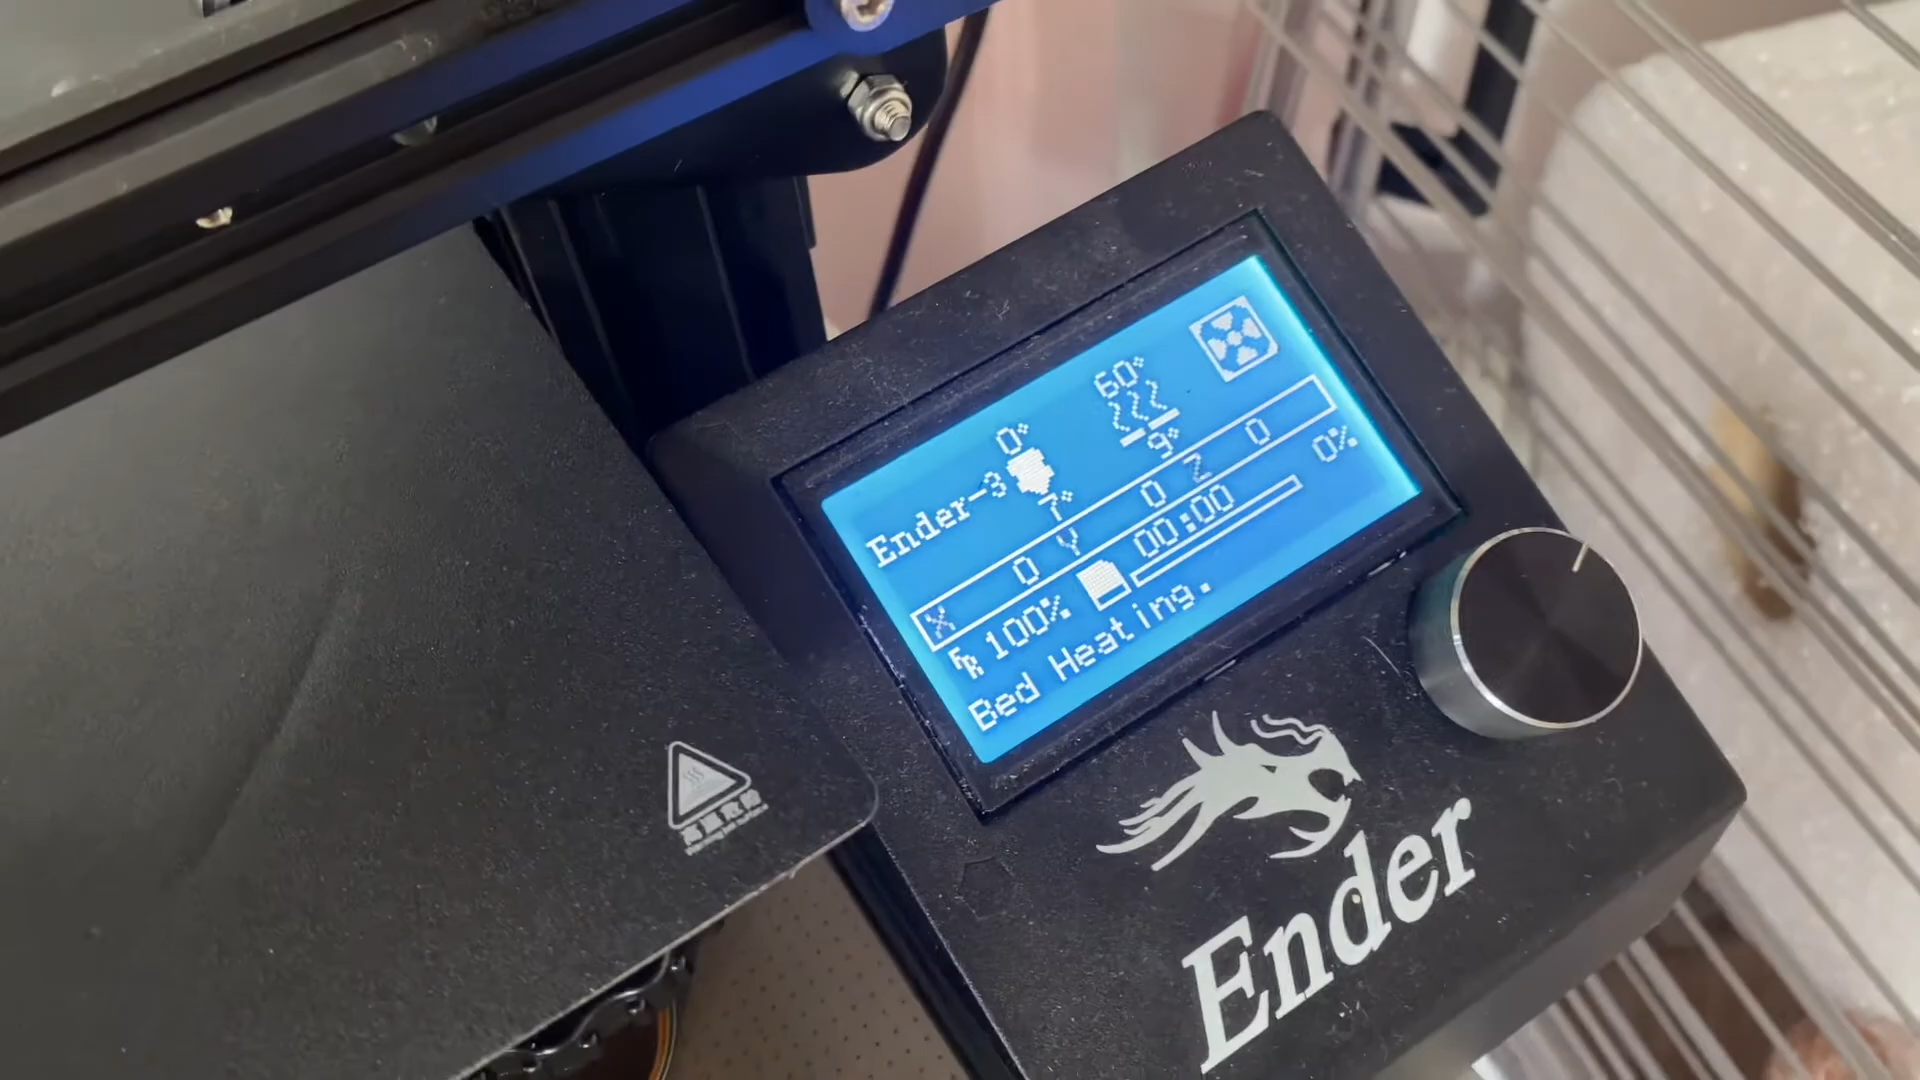 60°
0°
Ender-3
7°
9°
X 0 Y 0 Z 0
100% 00:00 0%
Bed Heating.
Ender